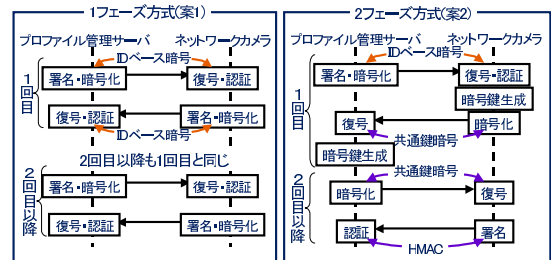 1フェーズ方式(案1)
プロファイル管理サーバ
ネットワークカメラ
IDベース暗号
1回目
署名・暗号化
復号・認証
復号・認証
署名・暗号化
IDベース暗号
2回目以降も1回目と同じ
2回目以降
署名・暗号化
復号・認証
復号・認証
署名・暗号化
2フェーズ方式(案2)
プロファイル管理サーバ
ネットワークカメラ
IDベース暗号
1回目
署名・暗号化
復号・認証
暗号鍵生成
復号
暗号化
共通鍵暗号
暗号鍵生成
共通鍵暗号
2回目以降
暗号化
復号
認証
署名
HMAC